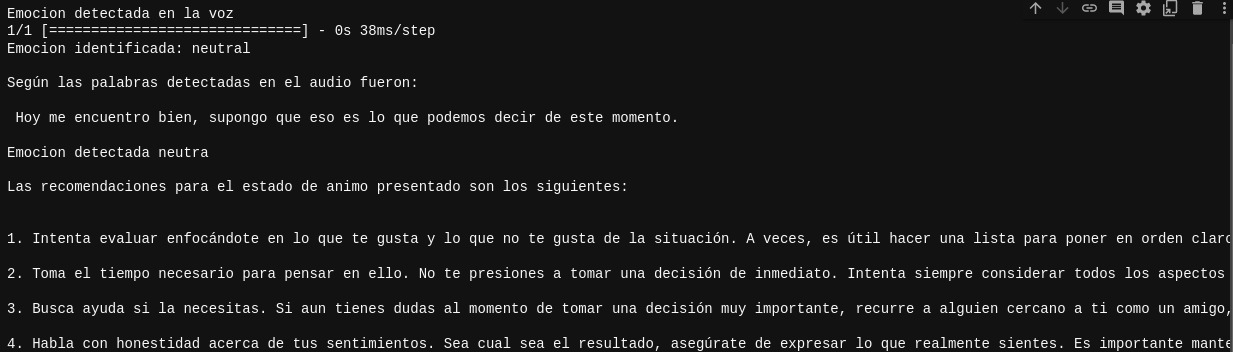 Emocion detectada en la voz
1/1 [==============================] - 0s 38ms/step
Emocion identificada: neutral
Según las palabras detectadas en el audio fueron:
Hoy me encuentro bien, supongo que eso es lo que podemos decir de este momento.
Emocion detectada neutra
Las recomendaciones para el estado de animo presentado son los siguientes:
1. Intenta evaluar enfocándote en lo que te gusta y lo que no te gusta de la situación. A veces, es útil hacer una lista para poner en orden claro
2. Toma el tiempo necesario para pensar en ello. No te presiones a tomar una decisión de inmediato. Intenta siempre considerar todos los aspectos
3. Busca ayuda si la necesitas. Si aun tienes dudas al momento de tomar una decisión muy importante, recurre a alguien cercano a ti como un amigo,
4. Habla con honestidad acerca de tus sentimientos. Sea cual sea el resultado, asegúrate de expresar lo que realmente sientes. Es importante mante